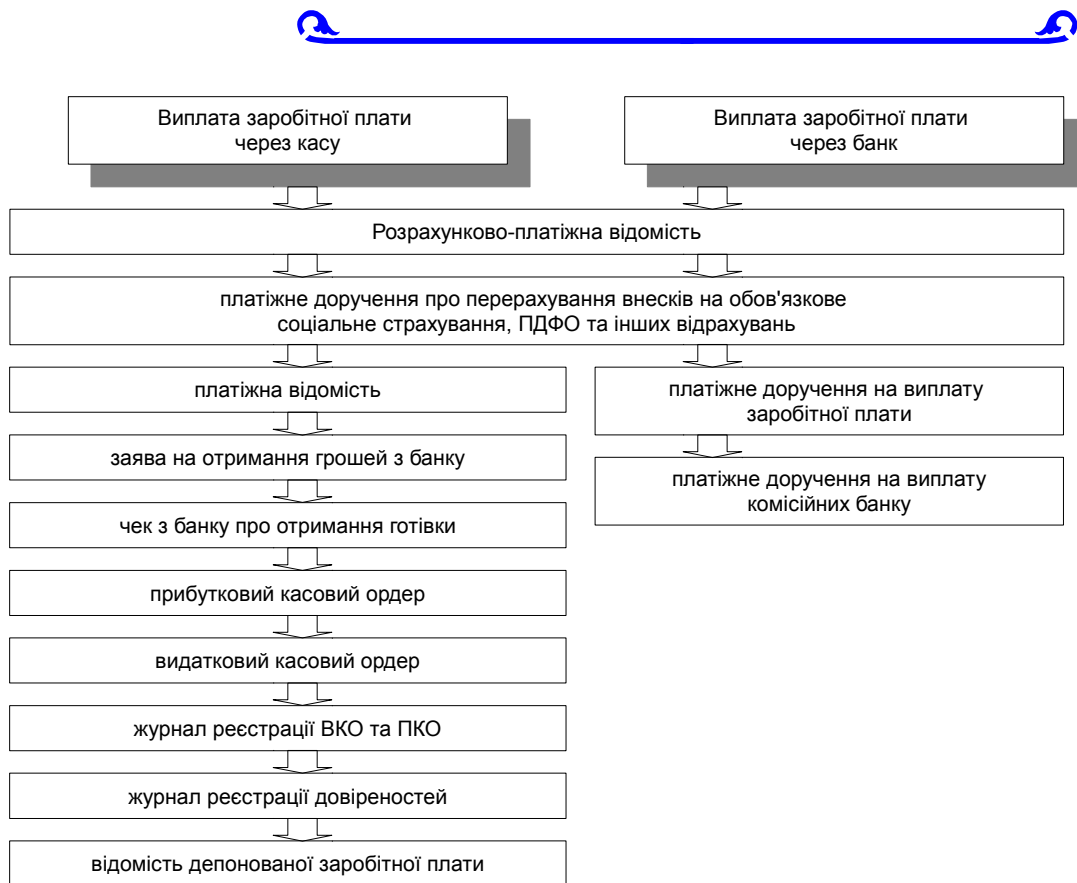 Виплата заробітної плати
через касу
Виплата заробітної плати
через банк
Розрахунково-платіжна відомість
платіжне доручення про перерахування внесків на обов'язкове
соціальне страхування, ПДФО та інших відрахувань
платіжна відомість
заява на отримання грошей з банку
чек з банку про отримання готівки
прибутковий касовий ордер
видатковий касовий ордер
журнал реєстрації ВКО та ПКО
журнал реєстрації довіреностей
відомість депонованої заробітної плати
платіжне доручення на виплату
заробітної плати
платіжне доручення на виплату
комісійних банку